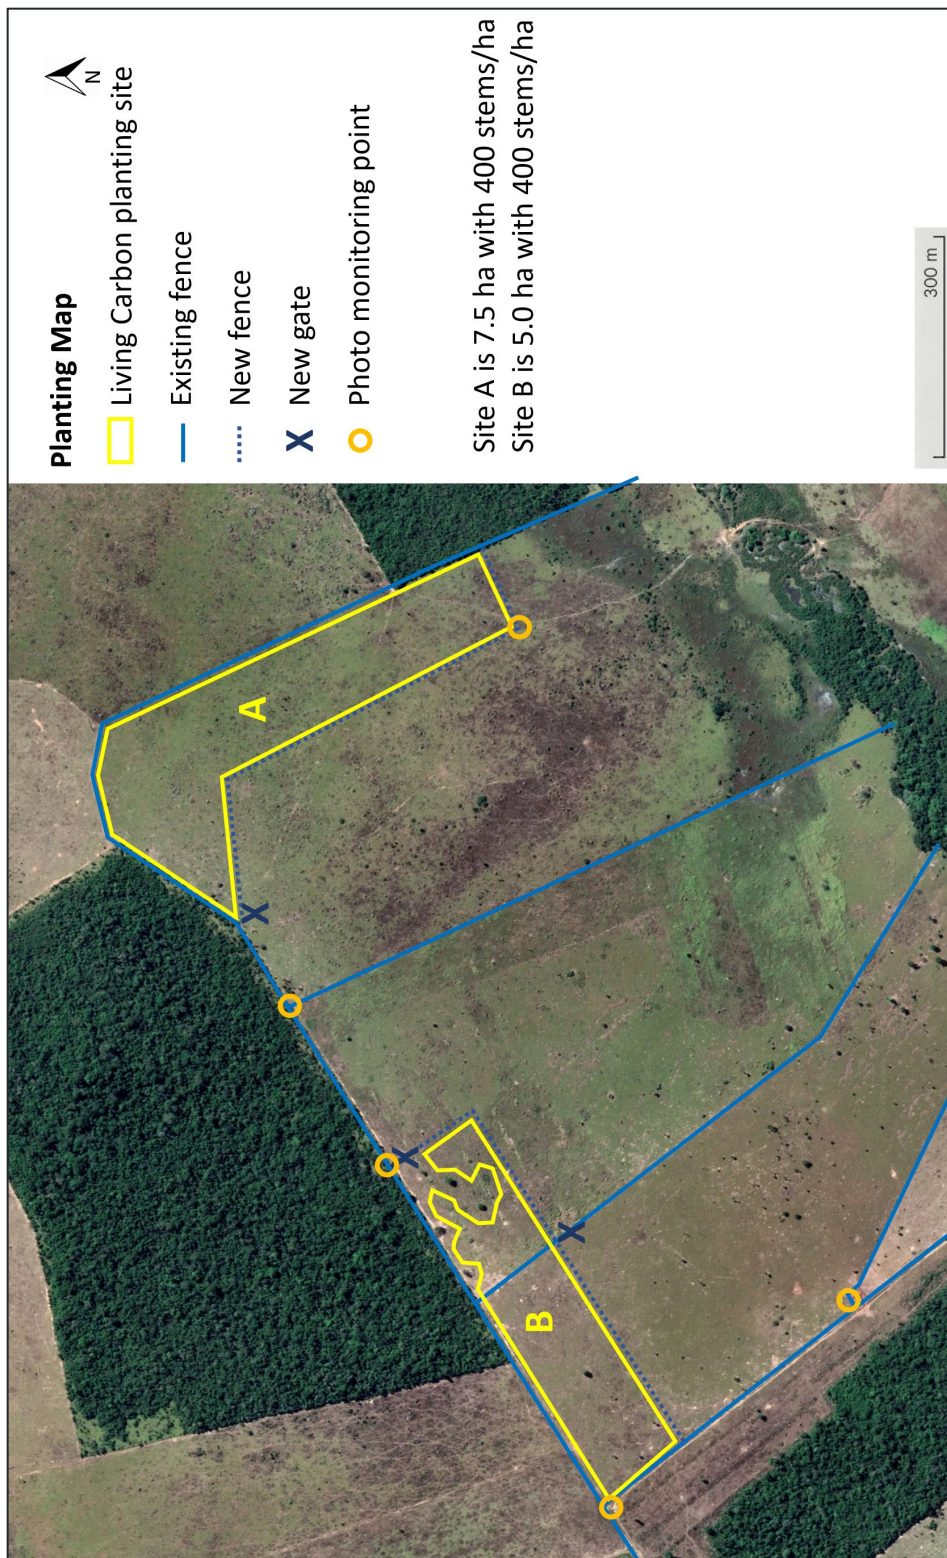 Planting Map
Living Carbon planting site
Existing fence
New fence
New gate
Photo monitoring point
N
Site A is 7.5 ha with 400 stems/ha
Site B is 5.0 ha with 400 stems/ha
300 m
A
B